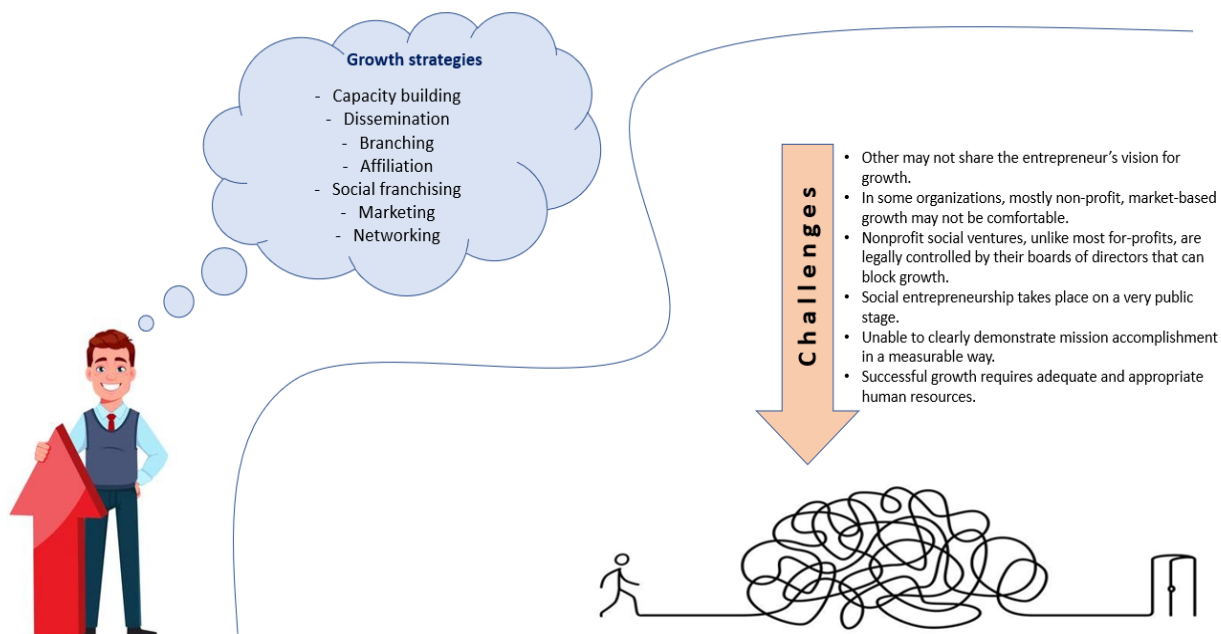 Growth strategies
- Capacity building
- Dissemination
- Branching
- Affiliation
- Social franchising
- Marketing
- Networking
Challenges
• Other may not share the entrepreneur’s vision for
growth.
• In some organizations, mostly non-profit, market-based
growth may not be comfortable.
• Nonprofit social ventures, unlike most for-profits, are
legally controlled by their boards of directors that can
block growth.
• Social entrepreneurship takes place on a very public
stage.
• Unable to clearly demonstrate mission accomplishment
in a measurable way.
• Successful growth requires adequate and appropriate
human resources.